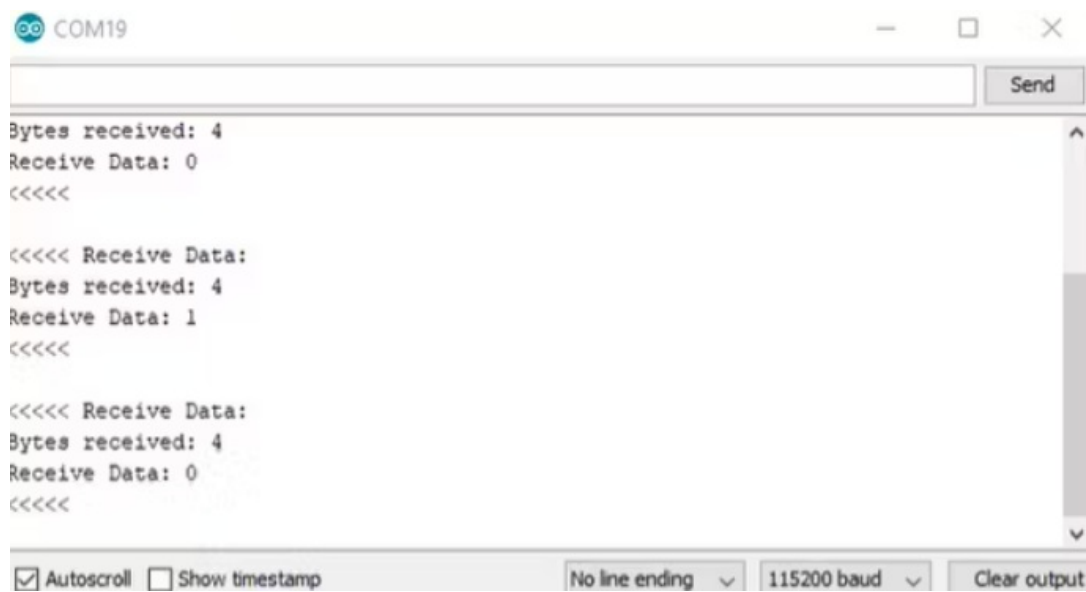 COM19
Send
Bytes received: 4
Receive Data: 0
<<<<<
<<<<< Receive Data:
Bytes received: 4
Receive Data: 1
<<<<<
<<<<< Receive Data:
Bytes received: 4
Receive Data: 0
<<<<<
Autoscroll Show timestamp No line ending 115200 baud Clear output